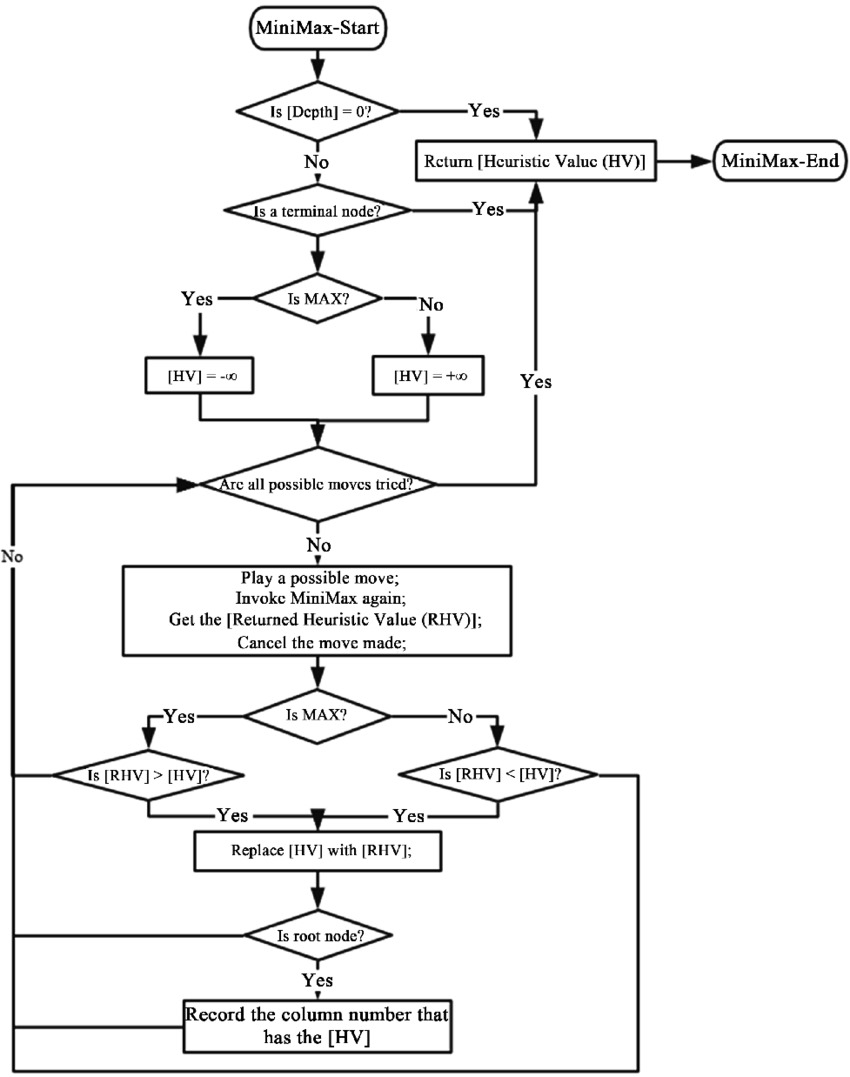 MiniMax-Start
Is [Depth] = 0?
Yes
Return [Heuristic Value (HV)]
MiniMax-End
No
Is a terminal node?
Yes
Is MAX?
Yes
No
[HV] = -∞
[HV] = +∞
Yes
Are all possible moves tried?
No
No
Play a possible move;
Invoke MiniMax again;
Get the [Returned Heuristic Value (RHV)];
Cancel the move made;
Is MAX?
Yes
No
Is [RHV] > [HV]?
Is [RHV] < [HV]?
Yes
Yes
Replace [HV] with [RHV];
Is root node?
Yes
Record the column number that
has the [HV]